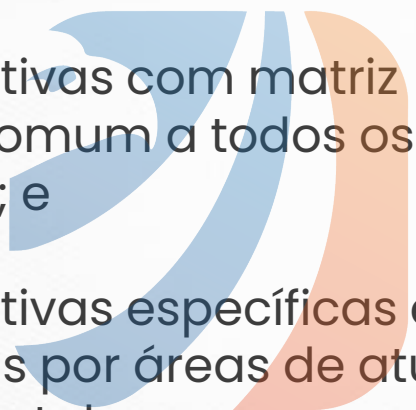 tivas com matriz
omum a todos os
; e
tivas específicas
s por áreas de atu